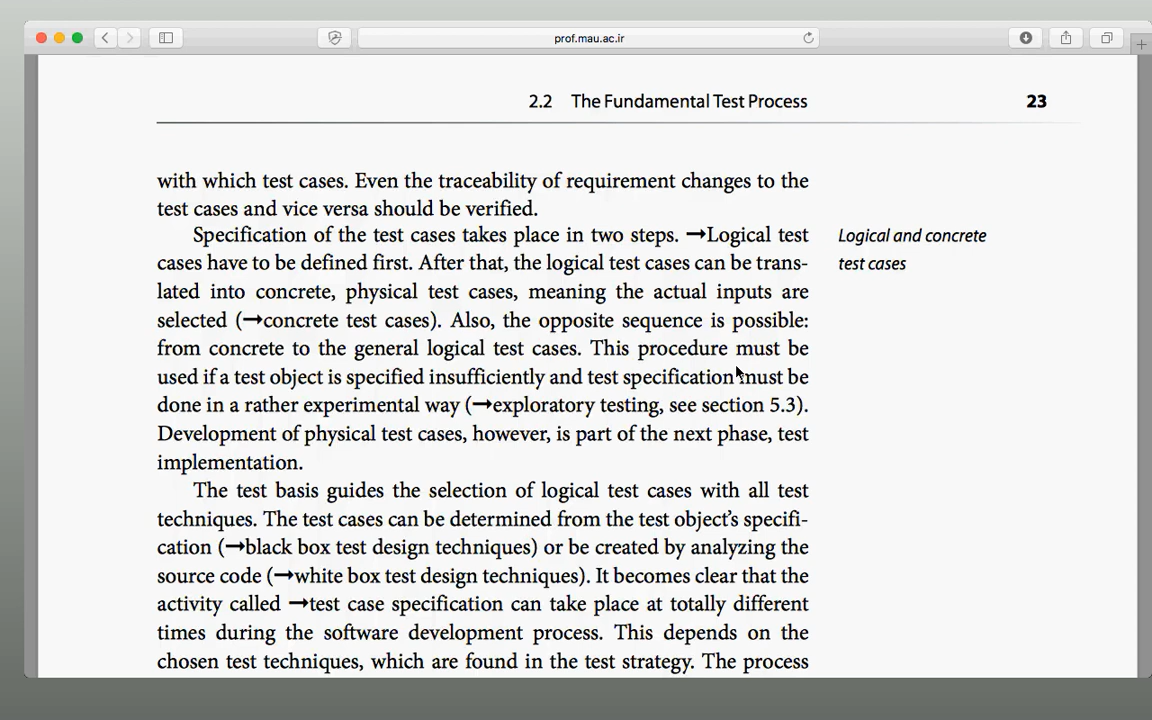 prof.mau.ac.ir
2.2 The Fundamental Test Process 23
with which test cases. Even the traceability of requirement changes to the
test cases and vice versa should be verified.
Specification of the test cases takes place in two steps. →Logical test
cases have to be defined first. After that, the logical test cases can be trans-
lated into concrete, physical test cases, meaning the actual inputs are
selected (→concrete test cases). Also, the opposite sequence is possible:
from concrete to the general logical test cases. This procedure must be
used if a test object is specified insufficiently and test specification must be
done in a rather experimental way (→exploratory testing, see section 5.3).
Development of physical test cases, however, is part of the next phase, test
implementation.
Logical and concrete
test cases
The test basis guides the selection of logical test cases with all test
techniques. The test cases can be determined from the test object’s specifi-
cation (→black box test design techniques) or be created by analyzing the
source code (→white box test design techniques). It becomes clear that the
activity called →test case specification can take place at totally different
times during the software development process. This depends on the
chosen test techniques, which are found in the test strategy. The process